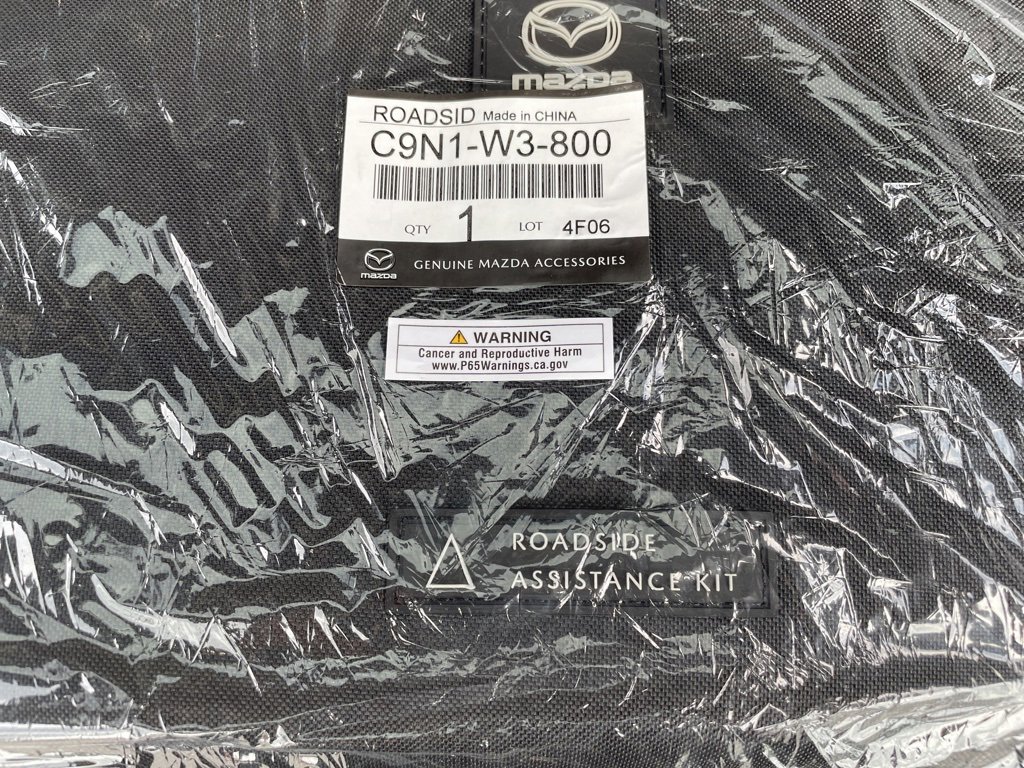 mazda
ROADSID Made in CHINA
C9N1-W3-800
QTY 1 LOT 4F06
mazda GENUINE MAZDA ACCESSORIES
WARNING
Cancer and Reproductive Harm
www.P65Warnings.ca.gov
ROADSIDE
ASSISTANCE KIT